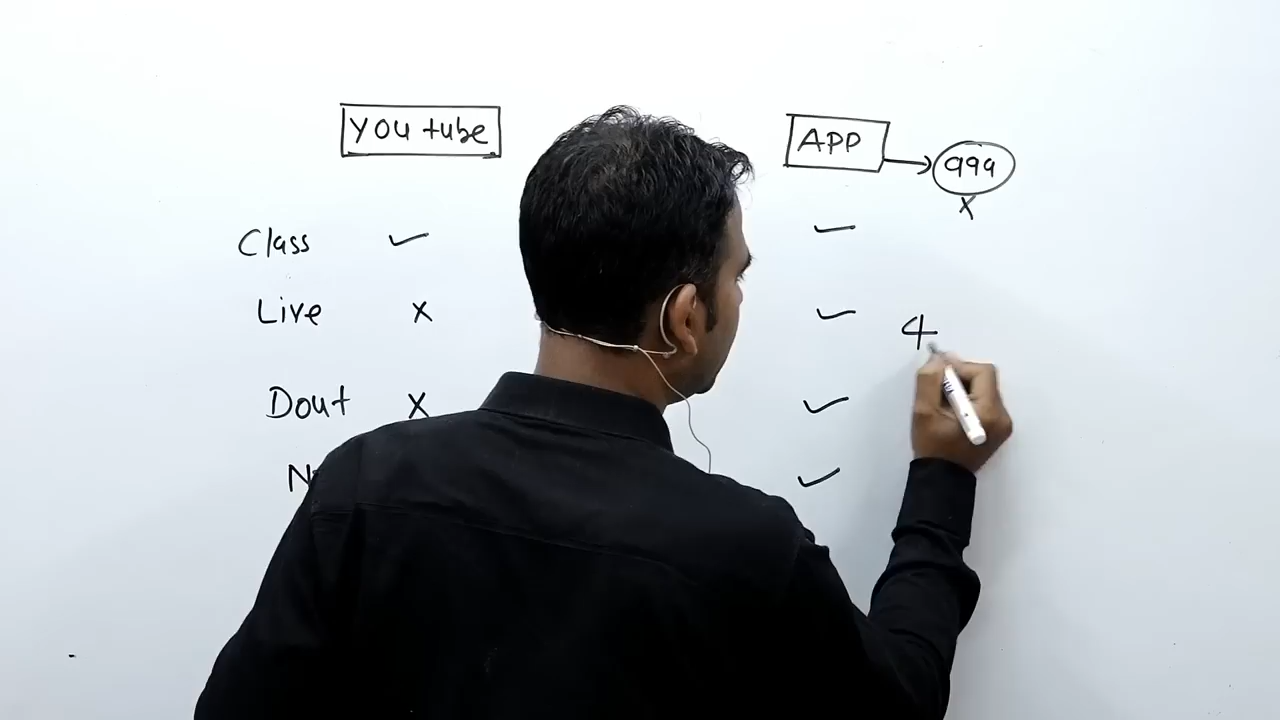 YOU tube APP → 999
x
Class ✓ ✓
Live x ✓ 4
Dout x ✓
N ✓